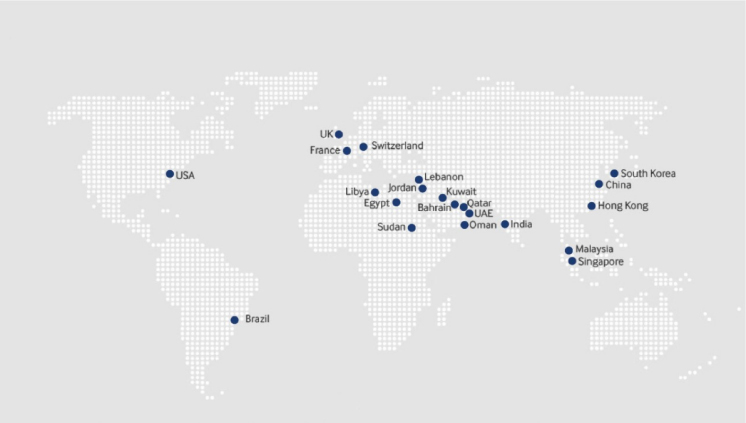 UK
Switzerland
France
USA
South Korea
Lebanon
China
Jordan
Libya
Kuwait
Egypt
Qatar
Bahrain
Hong Kong
UAE
Sudan
Oman
India
Malaysia
Singapore
Brazil